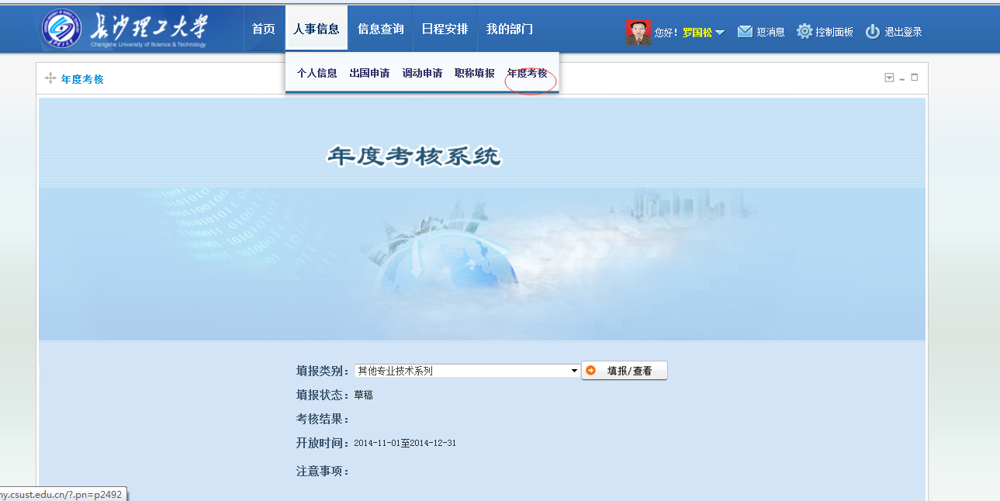 长沙理工大学
Changsha University of Science & Technology
首页 人事信息 信息查询 日程安排 我的部门
您好！罗国松 短消息 控制面板 退出登录
个人信息 出国申请 调动申请 职称填报 年度考核
年度考核
年度考核系统
填报类别： 其他专业技术系列 填报/查看
填报状态： 草稿
考核结果：
开放时间： 2014-11-01至2014-12-31
注意事项：
ny.csust.edu.cn/?.pn=p2492